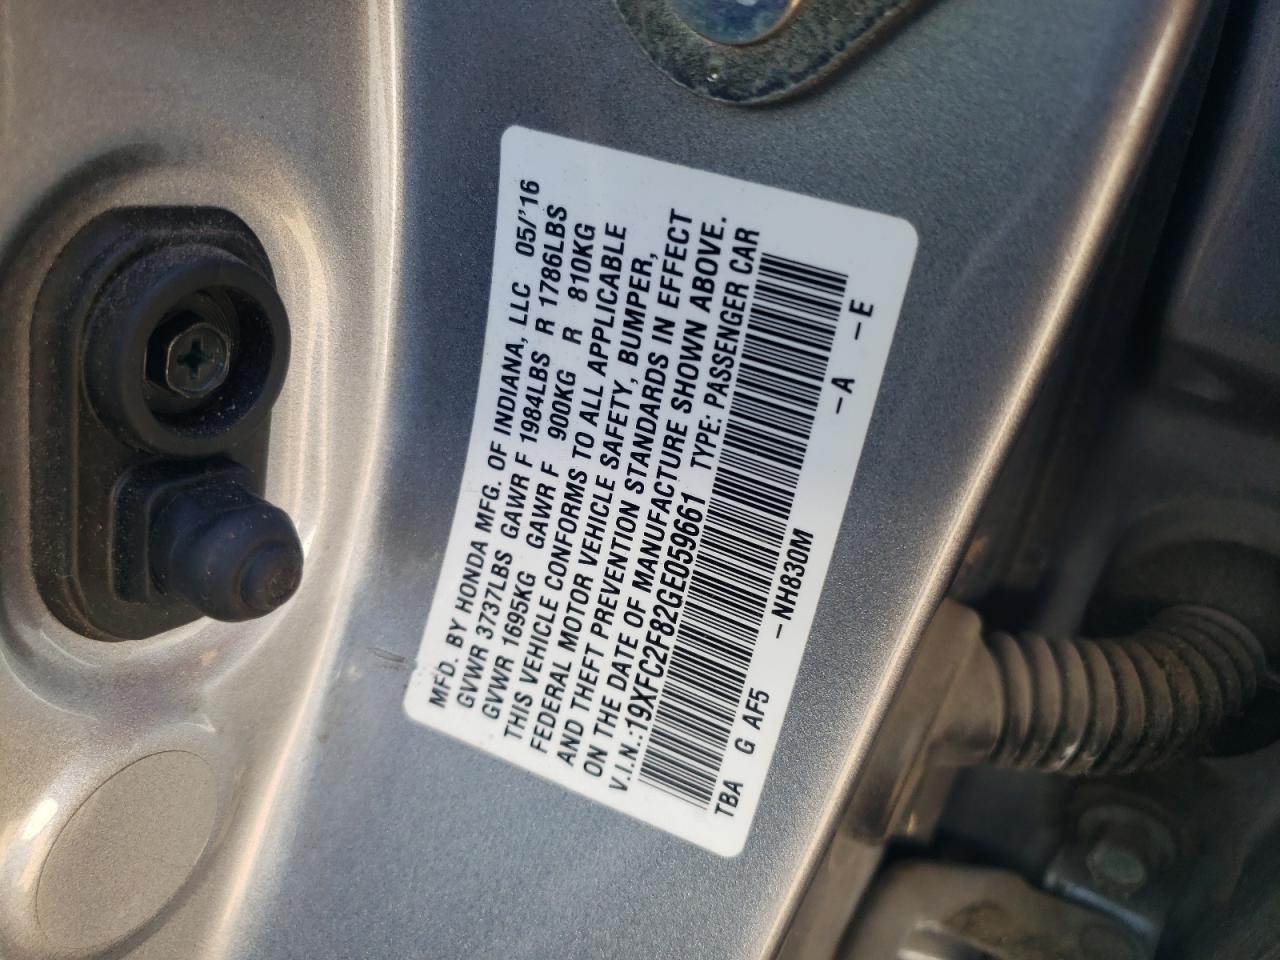 MFD. BY HONDA MFG. OF INDIANA, LLC 05/'16
GVWR 3737LBS GAWR F 1984LBS R 1786LBS
GVWR 1695KG GAWR F 900KG R 810KG
THIS VEHICLE CONFORMS TO ALL APPLICABLE
FEDERAL MOTOR VEHICLE SAFETY, BUMPER,
AND THEFT PREVENTION STANDARDS IN EFFECT
ON THE DATE OF MANUFACTURE SHOWN ABOVE.
V.I.N.:19XFC2F82GE059661 TYPE: PASSENGER CAR
TBA G AF5 -NH830M -A -E